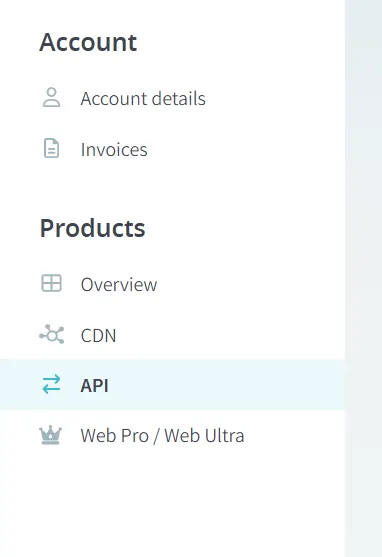 Account
Account details
Invoices
Products
Overview
CDN
API
Web Pro / Web Ultra